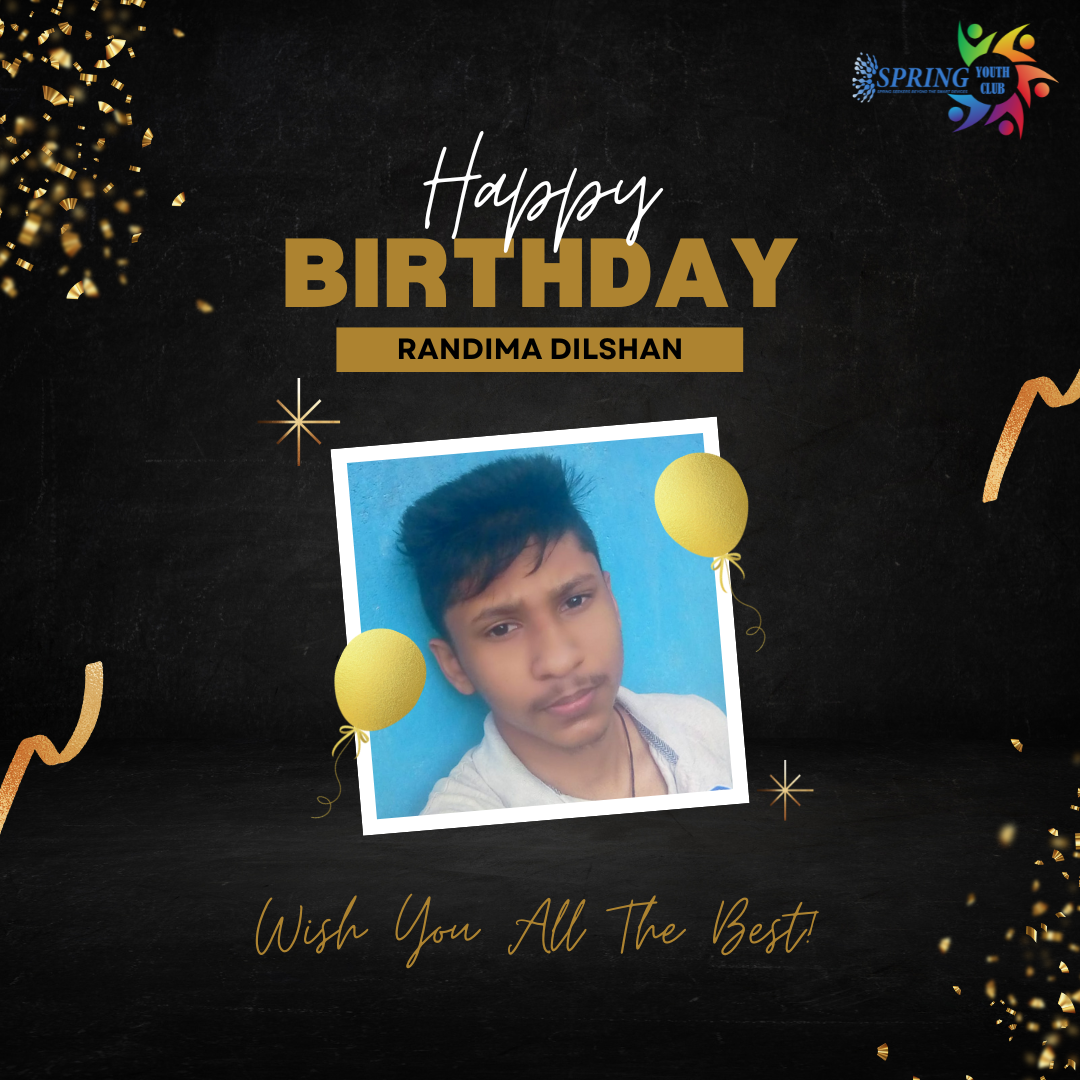 SPRING YOUTH
CLUB
Happy
BIRTHDAY
RANDIMA DILSHAN
Wish You All The Best!